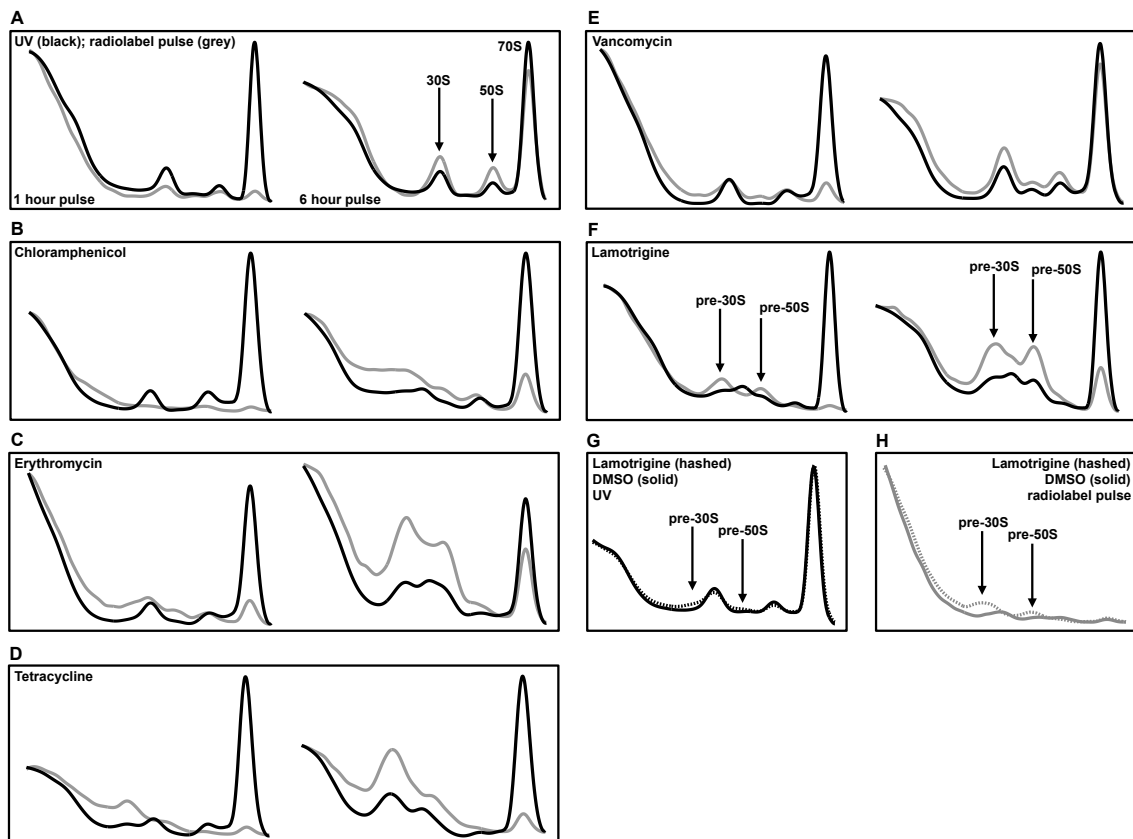 A
UV (black); radiolabel pulse (grey)
70S
30S
50S
1 hour pulse
6 hour pulse
B
Chloramphenicol
C
Erythromycin
D
Tetracycline
E
Vancomycin
F
Lamotrigine
pre-30S
pre-50S
pre-30S
pre-50S
G
Lamotrigine (hashed)
DMSO (solid)
UV
pre-30S
pre-50S
H
Lamotrigine (hashed)
DMSO (solid)
radiolabel pulse
pre-30S
pre-50S